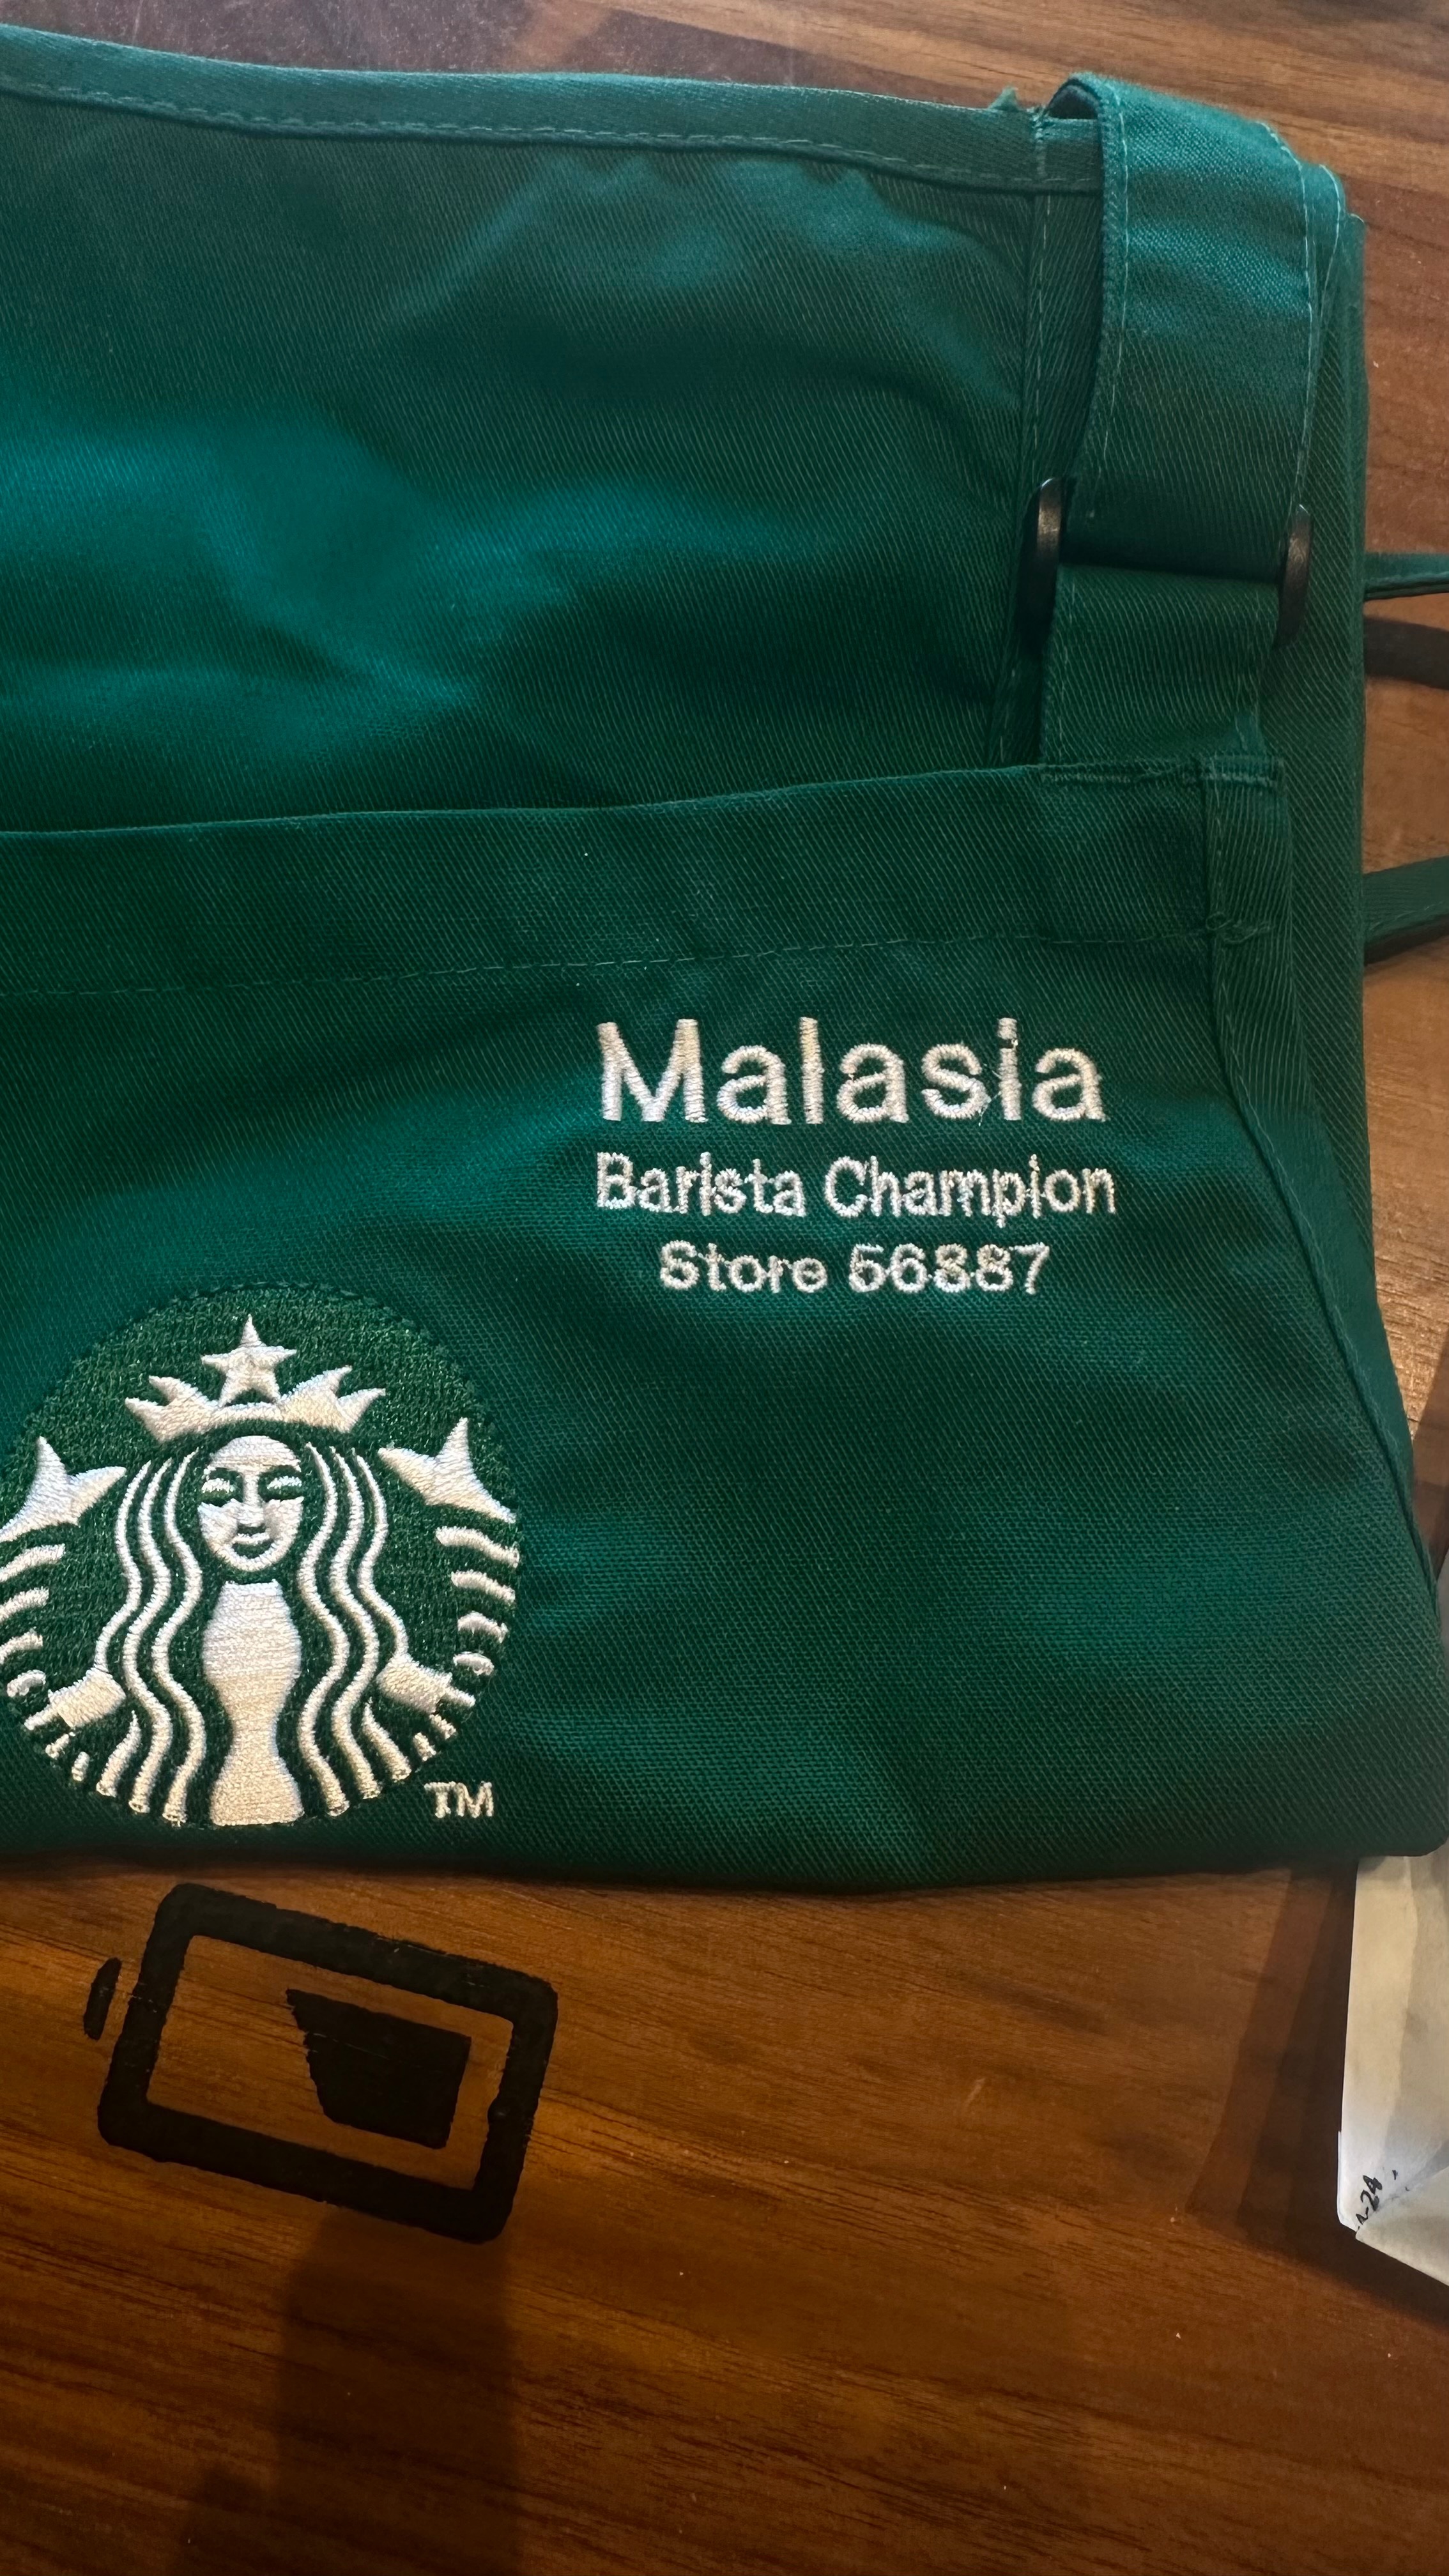 Malasia
Barista Champion
Store 56887
TM